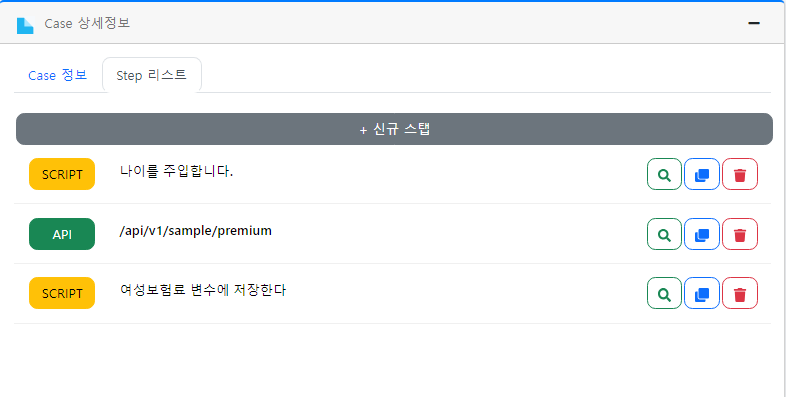 Case 상세정보
Case 정보 Step 리스트
+ 신규 스탭
SCRIPT 나이를 주입합니다.
API /api/v1/sample/premium
SCRIPT 여성보험료 변수에 저장한다